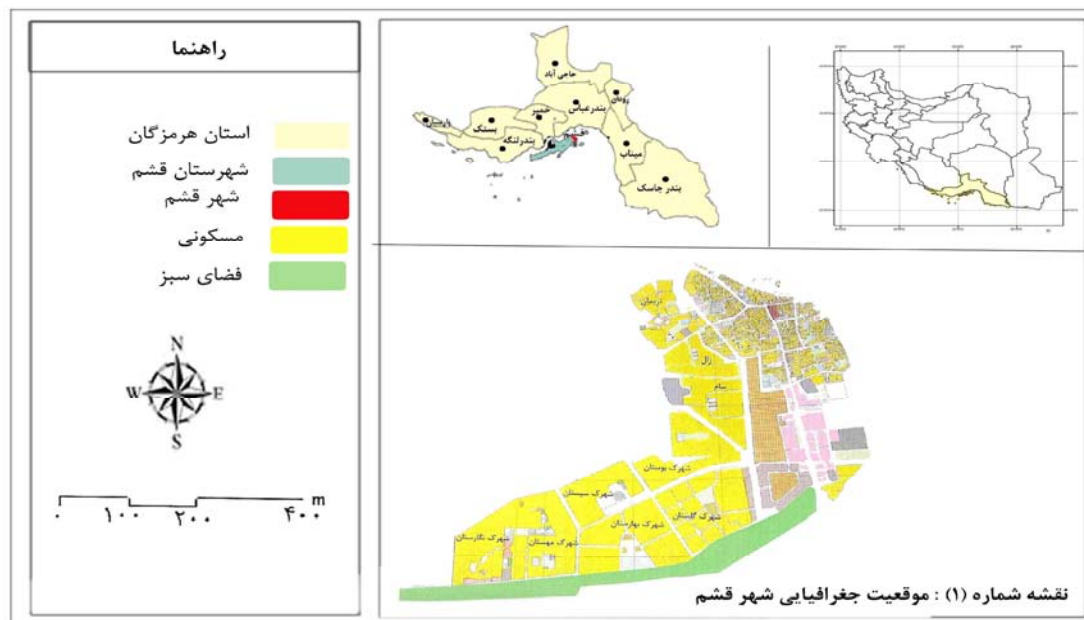 راهنما
استان هرمزگان
شهرستان قشم
شهر قشم
مسکونی
فضای سبز
N
W E
S
۰ ۱۰۰ ۲۰۰ ۴۰۰ m
حاجی آباد
رودان
بندرعباس
خمیر
بستک
بندرلنگه
میناب
بندر جاسک
نریمان
زال
سام
شهرک بوستان
شهرک سیستان
شهرک گلستان
شهرک بهارستان
شهرک مهستان
شهرک نگارستان
نقشه شماره (۱) : موقعیت جغرافیایی شهر قشم